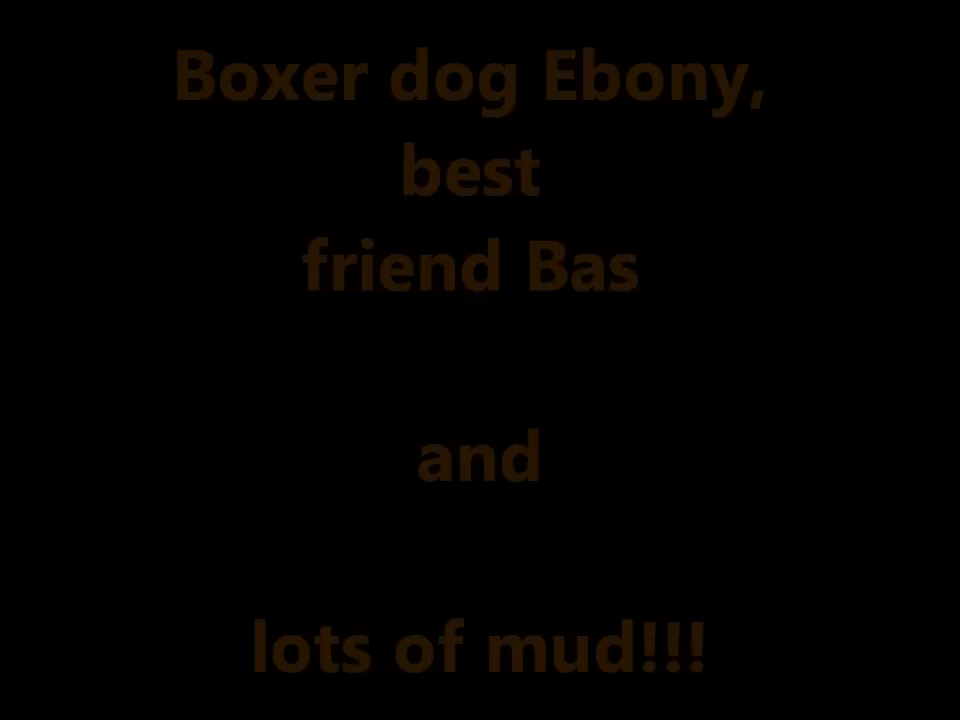 Boxer dog Ebony,
best
friend Bas
and
lots of mud!!!